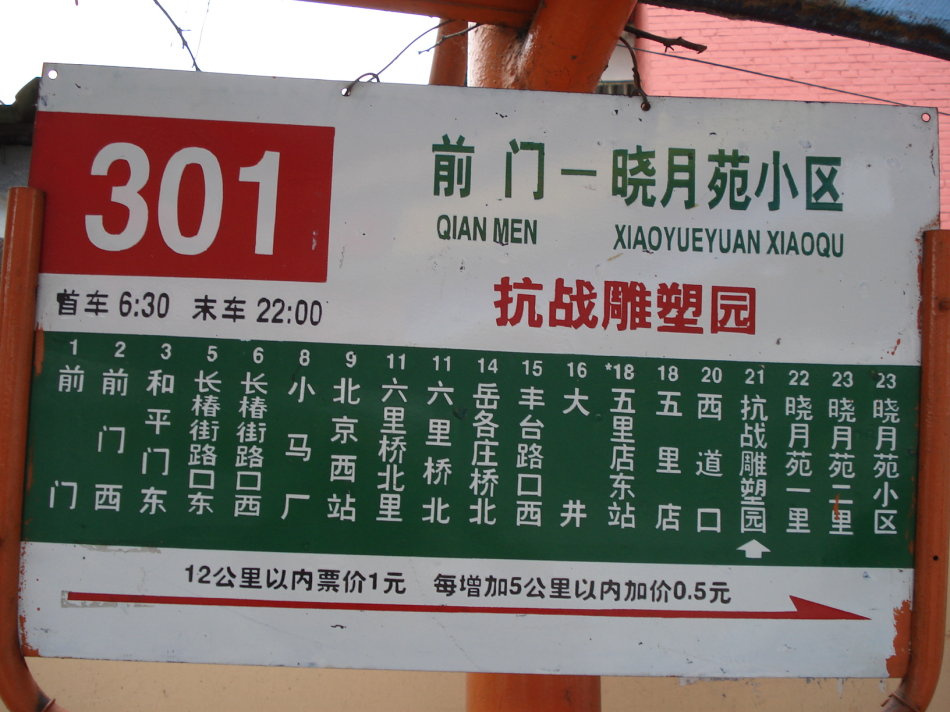 301
前门—晓月苑小区
QIAN MEN XIAOYUEYUAN XIAOQU
抗战雕塑园
首车 6:30 末车 22:00
1 前门
2 前门西
3 和平门东
5 长椿街路口东
6 长椿街路口西
8 小马厂
9 北京西站
11 六里桥北里
11 六里桥北
14 岳各庄桥北
15 丰台路口西
16 大井
*18 五里店东站
18 五里店
20 西道口
21 抗战雕塑园
22 晓月苑一里
23 晓月苑二里
23 晓月苑小区
12公里以内票价1元 每增加5公里以内加价0.5元